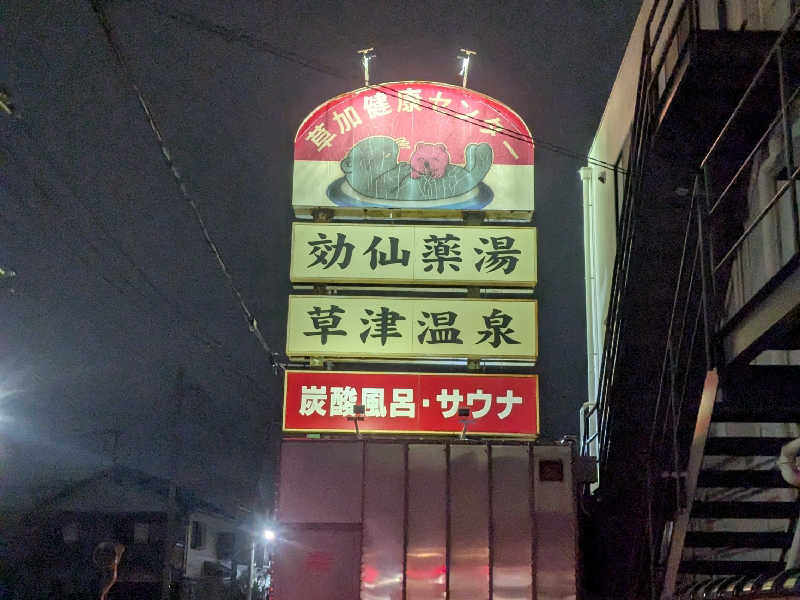 草加健康センター
効仙薬湯
草津温泉
炭酸風呂・サウナ